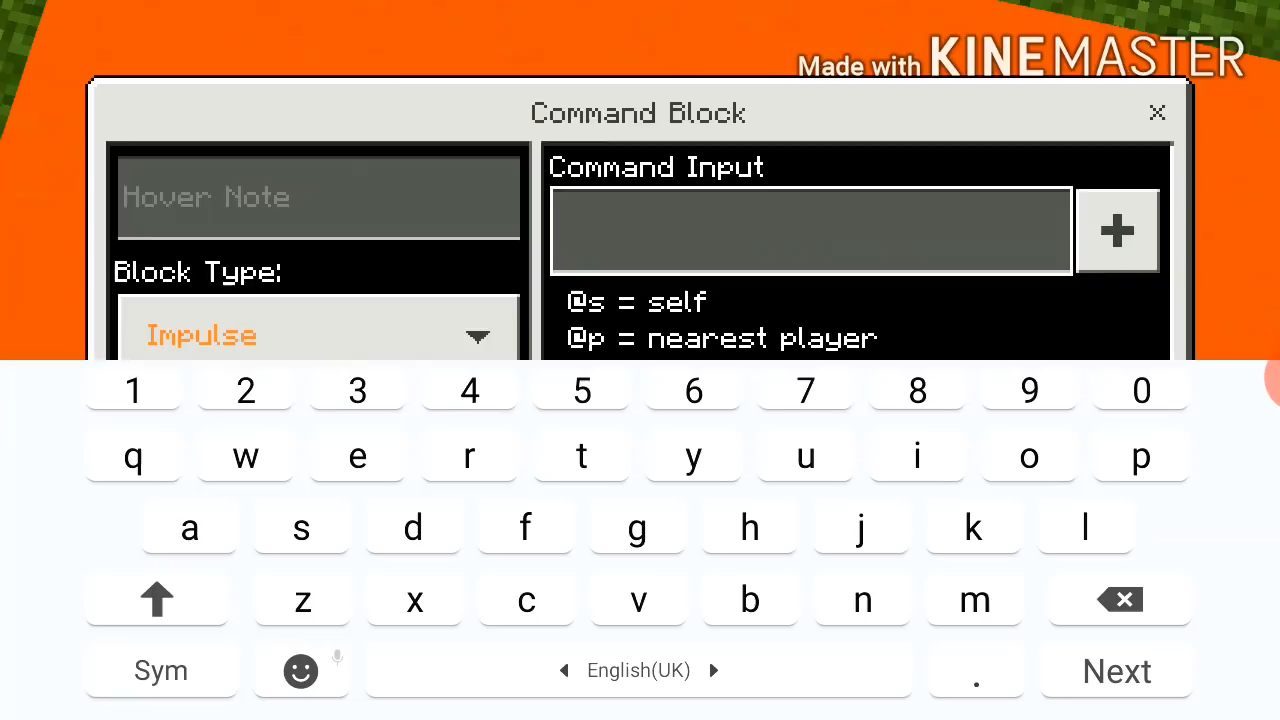 Made with KINEMASTER
Command Block
Hover Note
Command Input
Block Type:
@s = self
Impulse
@p = nearest player
1 2 3 4 5 6 7 8 9 0
q w e r t y u i o p
a s d f g h j k l
z x c v b n m
Sym English(UK) . Next